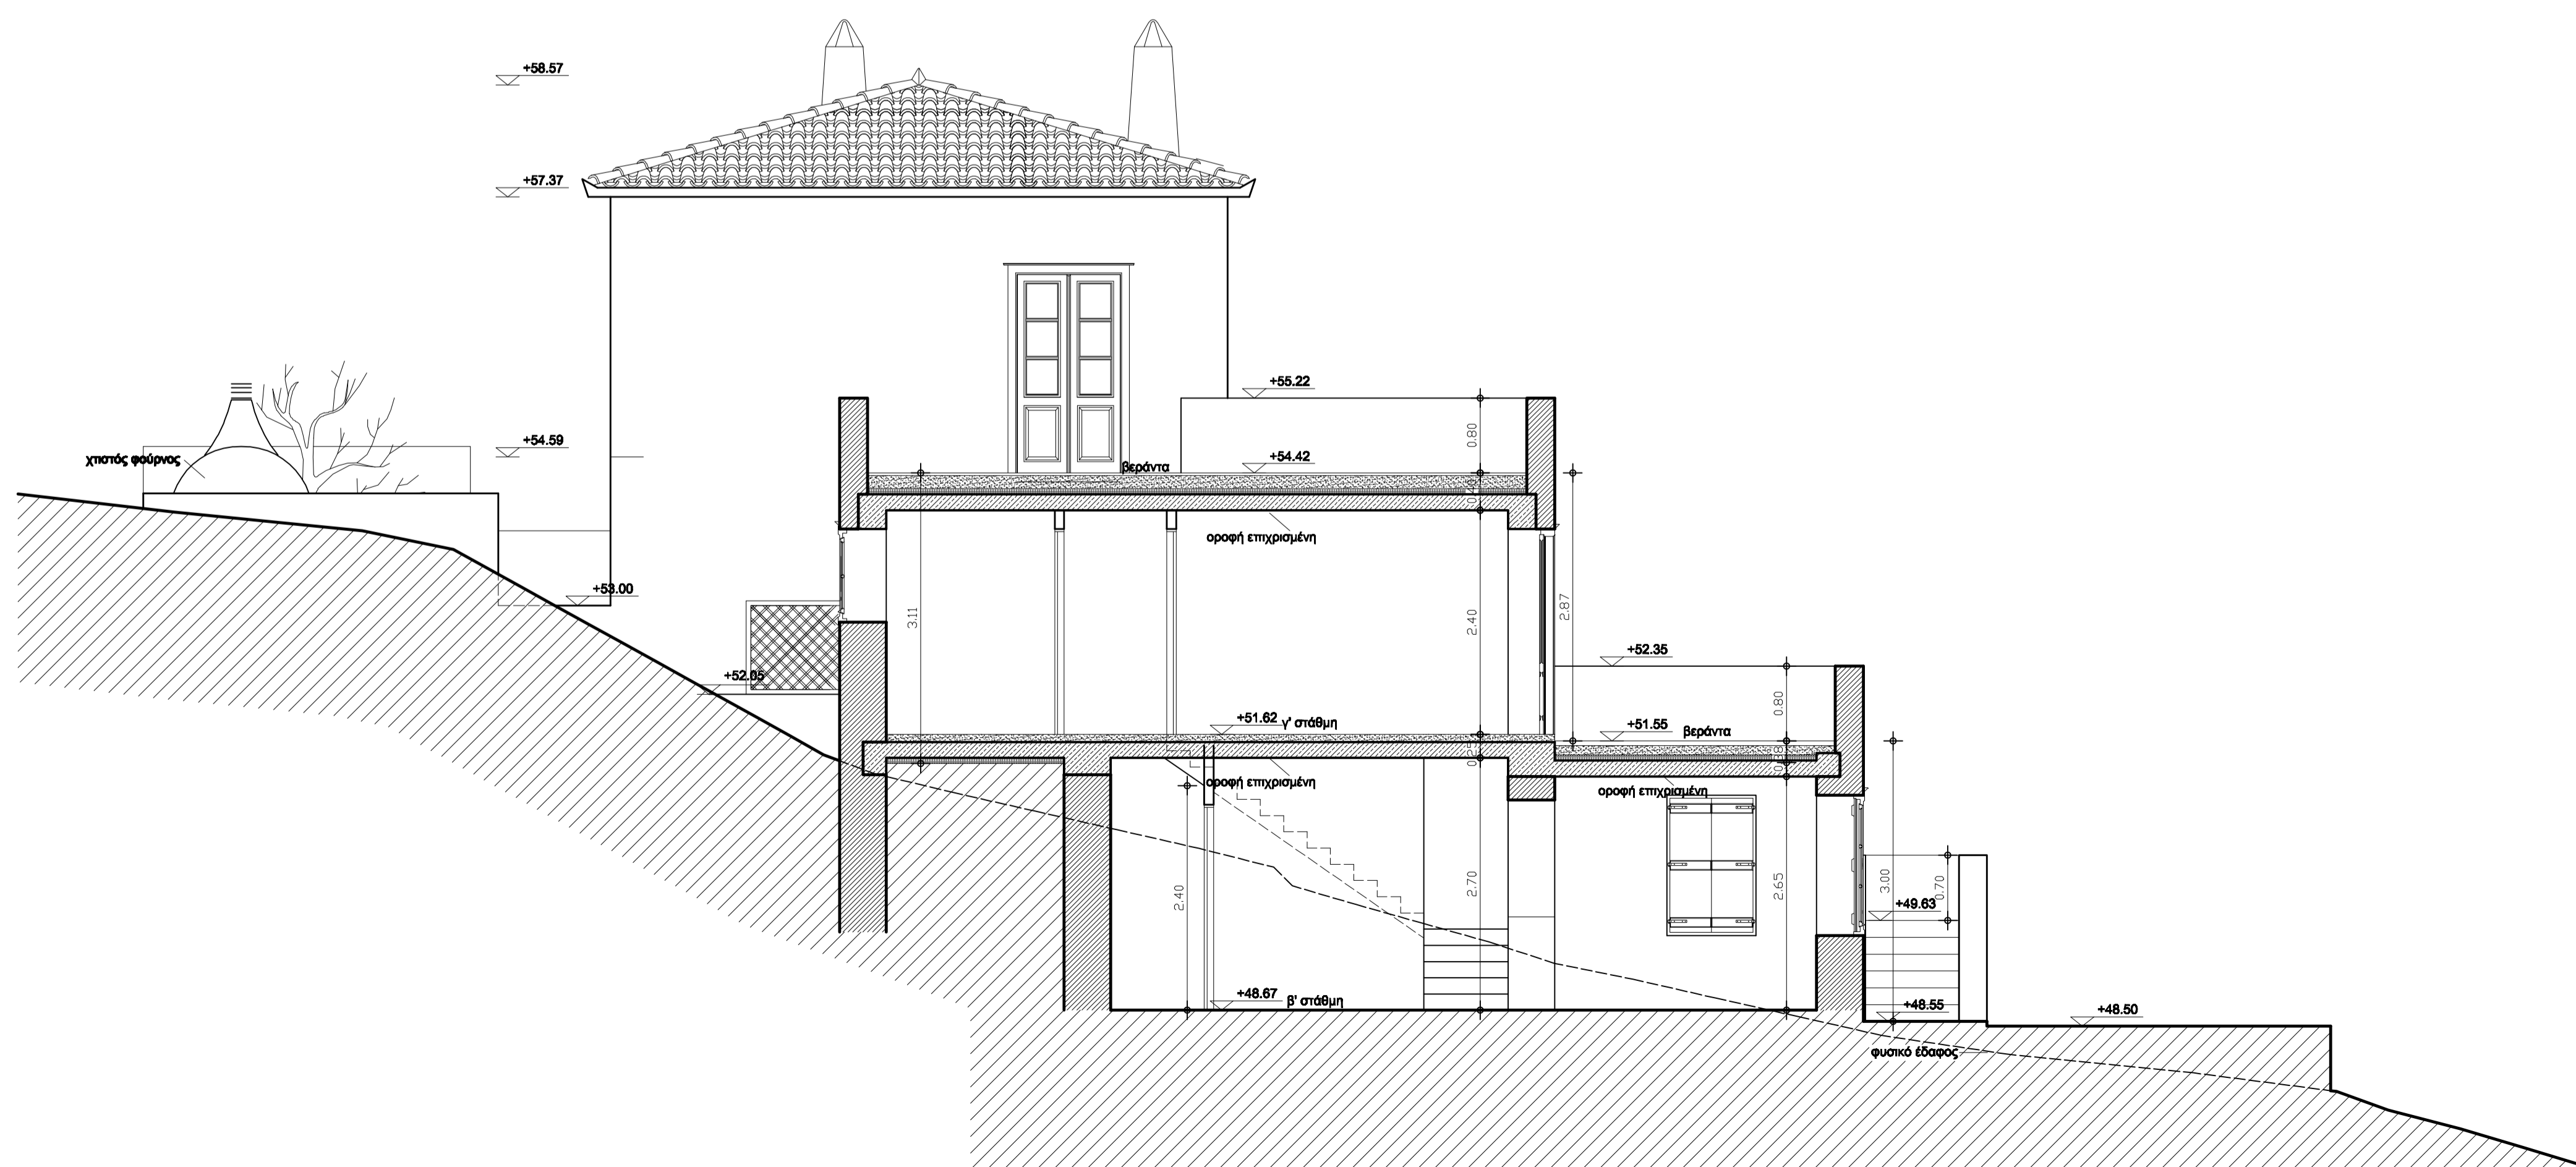 +58.57
+57.37
+55.22
0.80
+54.59
χτιστός φούρνος
βεράντα
+54.42
οροφή επιχρισμένη
+53.00
3.11
2.40
2.87
+52.35
+52.05
0.80
+51.62 γ' στάθμη
+51.55
βεράντα
οροφή επιχρισμένη
οροφή επιχρισμένη
2.40
2.70
2.65
3.00
0.70
+49.63
+48.67 β' στάθμη
+48.55
+48.50
φυσικό έδαφος